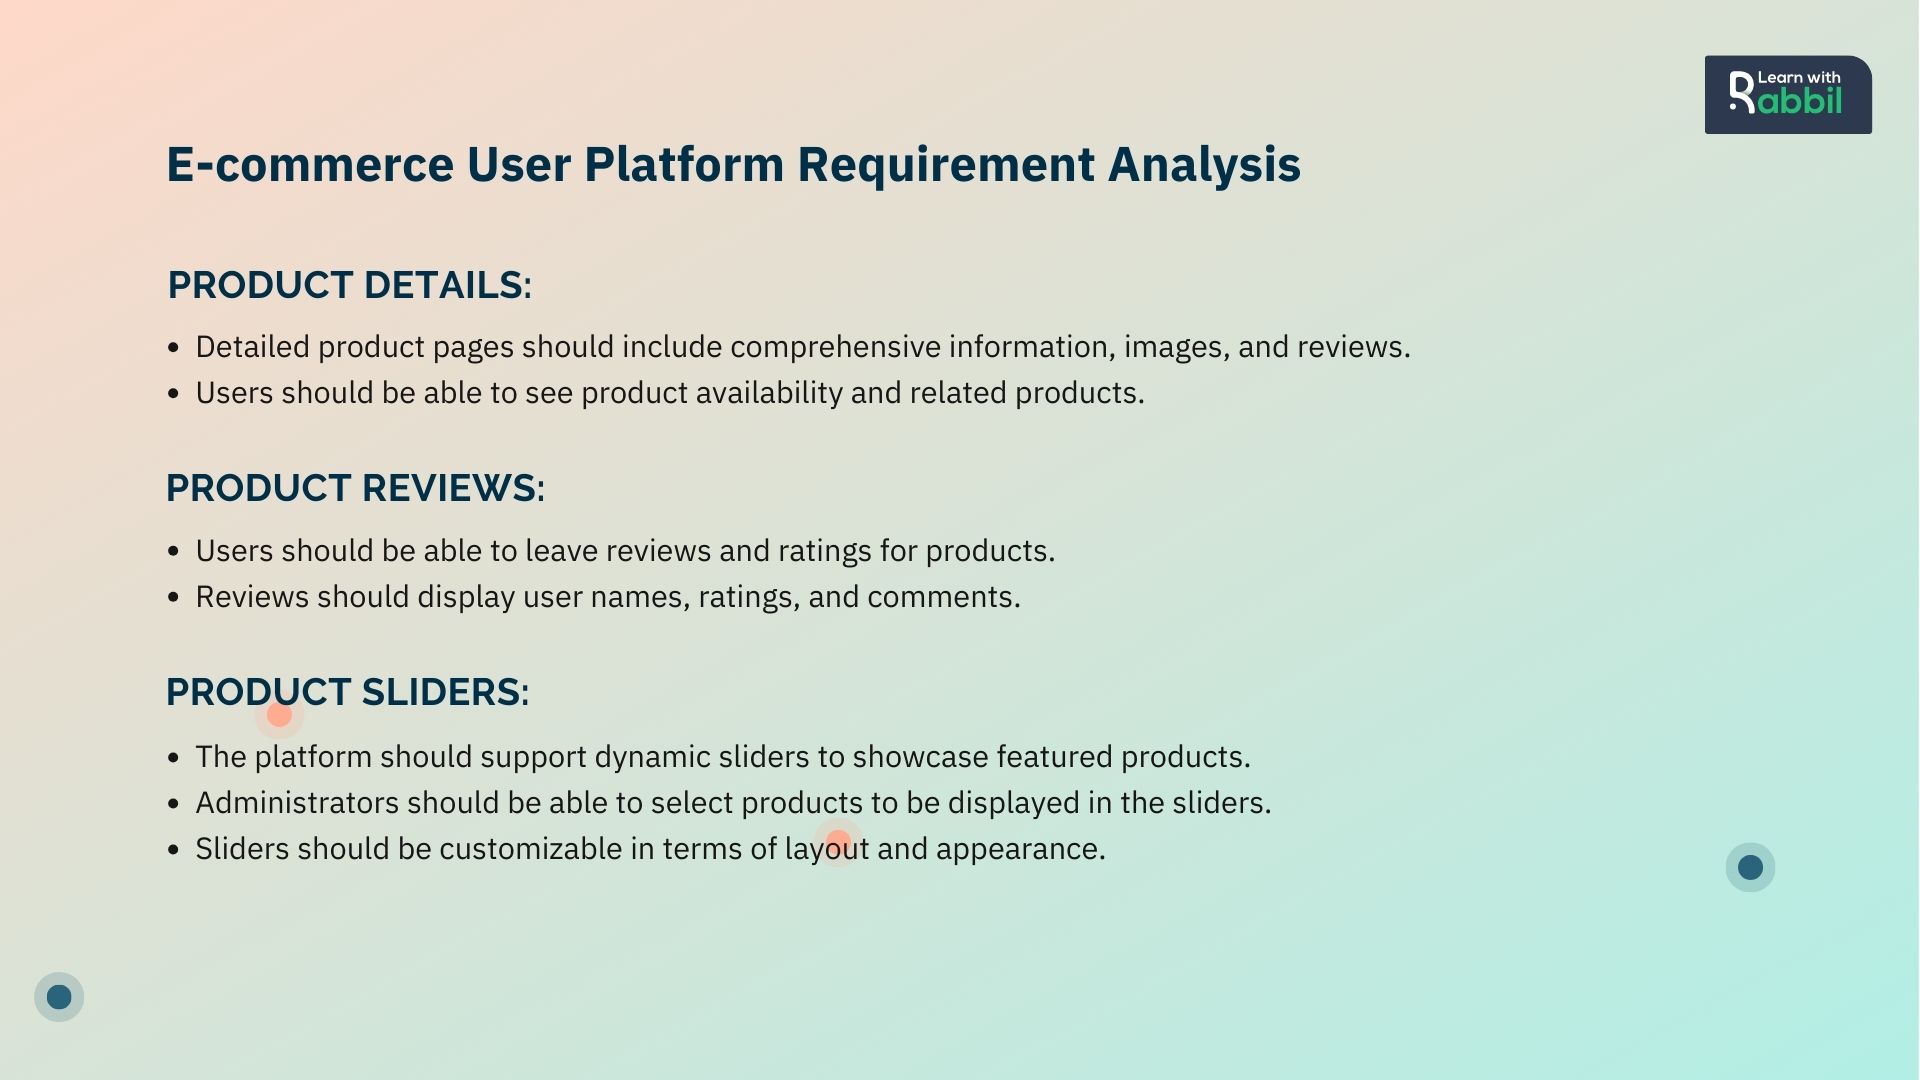 Learn with
Rabbil
E-commerce User Platform Requirement Analysis
PRODUCT DETAILS:
• Detailed product pages should include comprehensive information, images, and reviews.
• Users should be able to see product availability and related products.
PRODUCT REVIEWS:
• Users should be able to leave reviews and ratings for products.
• Reviews should display user names, ratings, and comments.
PRODUCT SLIDERS:
• The platform should support dynamic sliders to showcase featured products.
• Administrators should be able to select products to be displayed in the sliders.
• Sliders should be customizable in terms of layout and appearance.